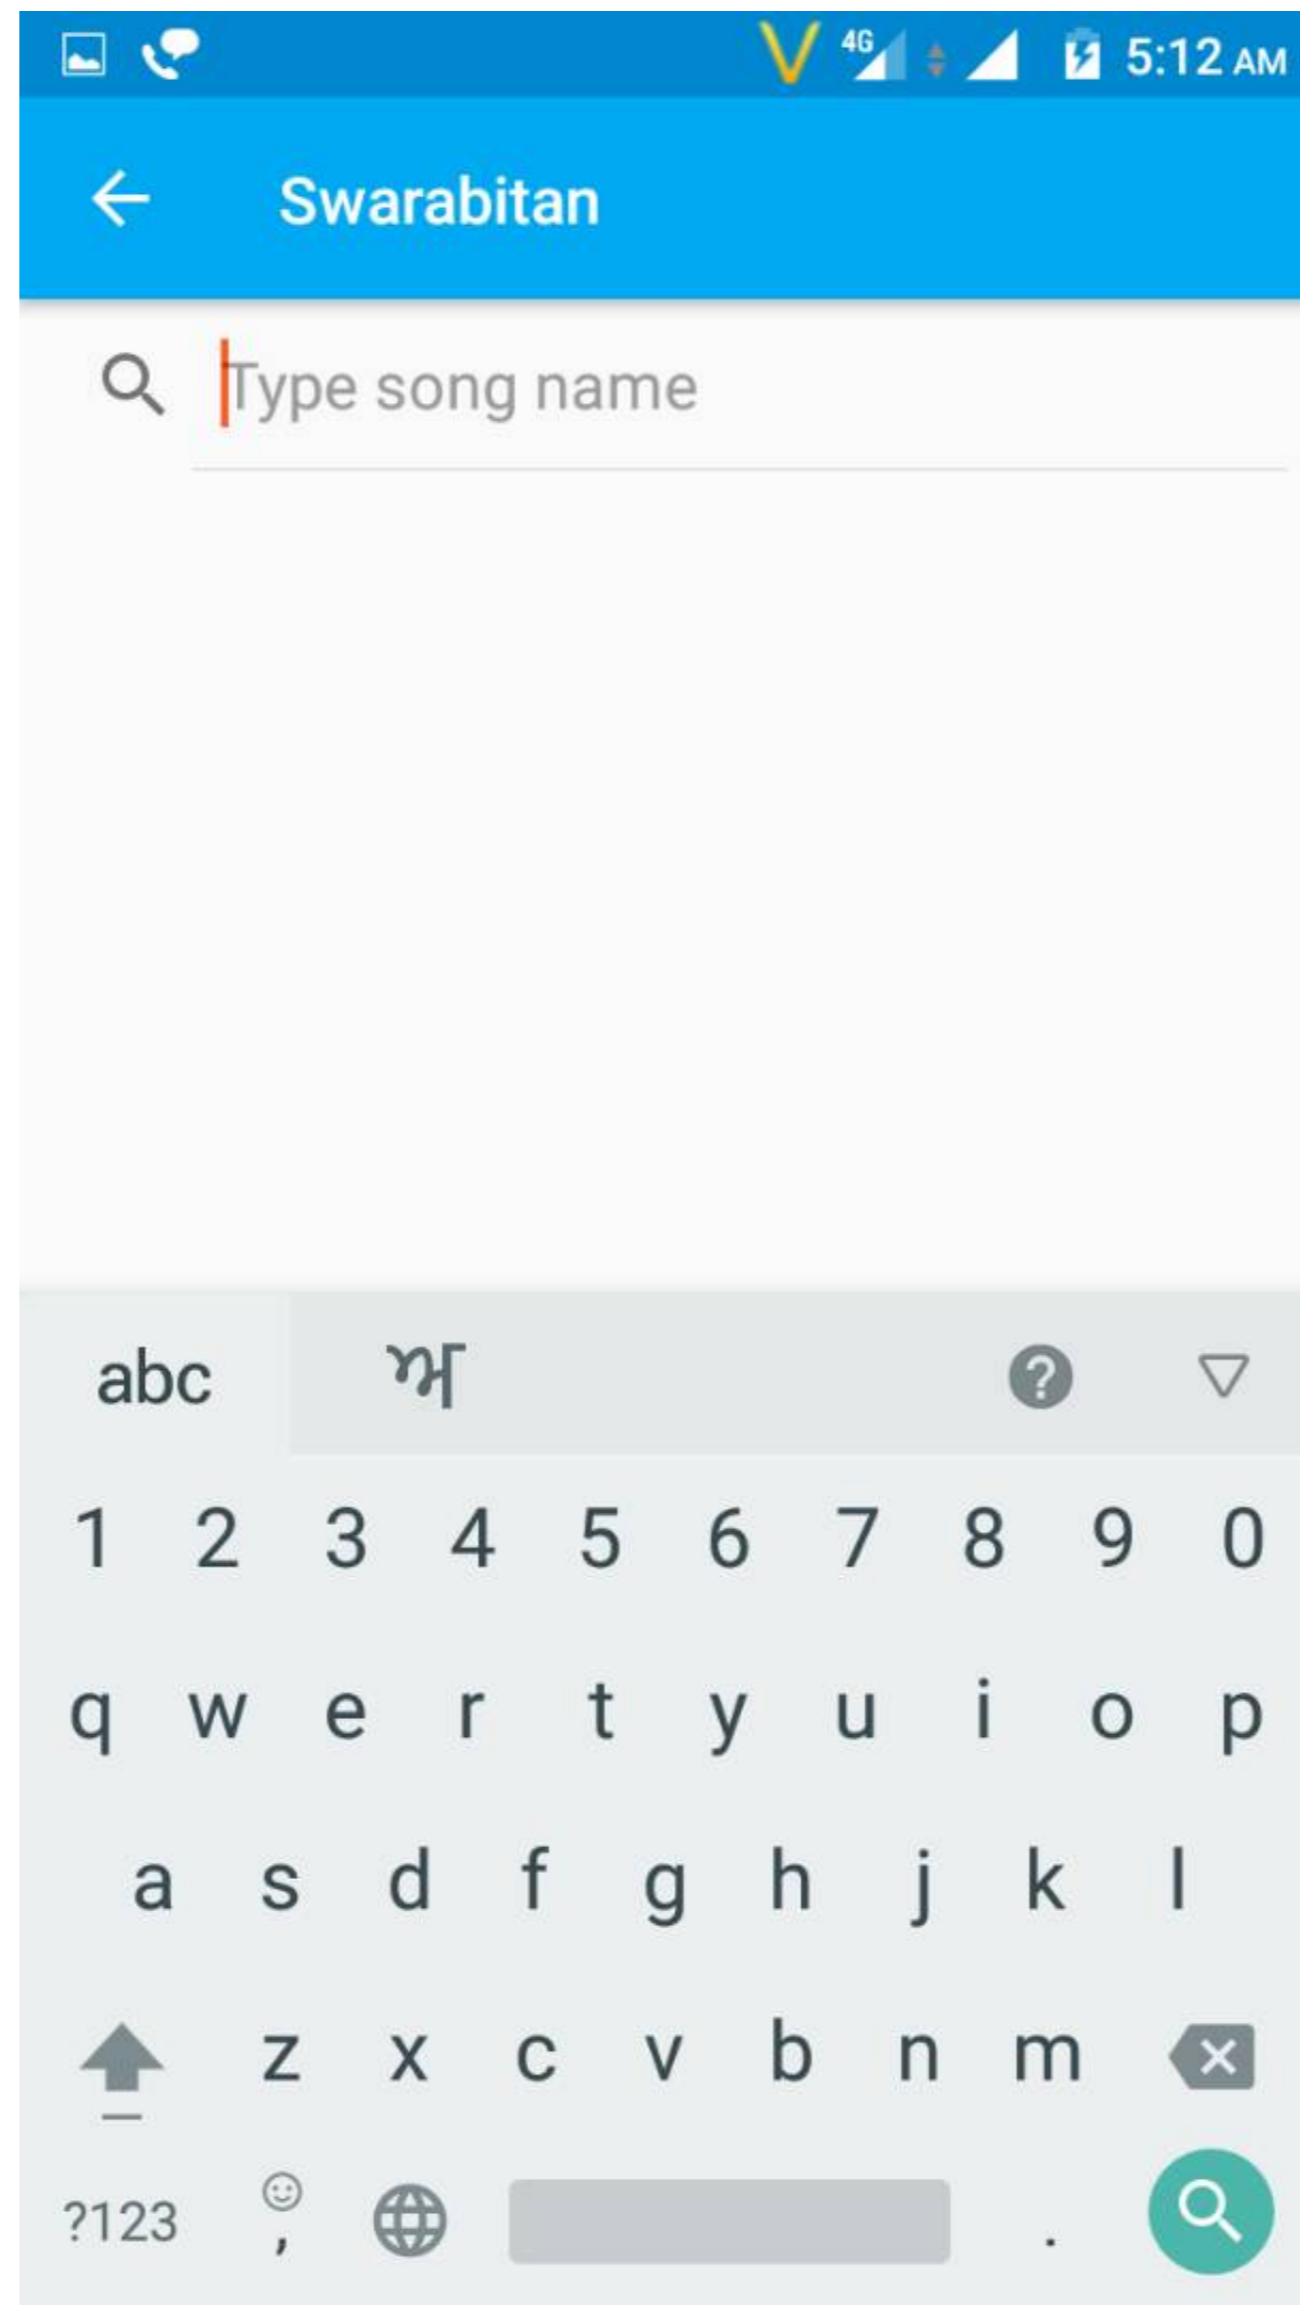 4G 5:12 AM
Swarabitan
Type song name
abc ਅ ?
1 2 3 4 5 6 7 8 9 0
q w e r t y u i o p
a s d f g h j k l
z x c v b n m
?123 , .